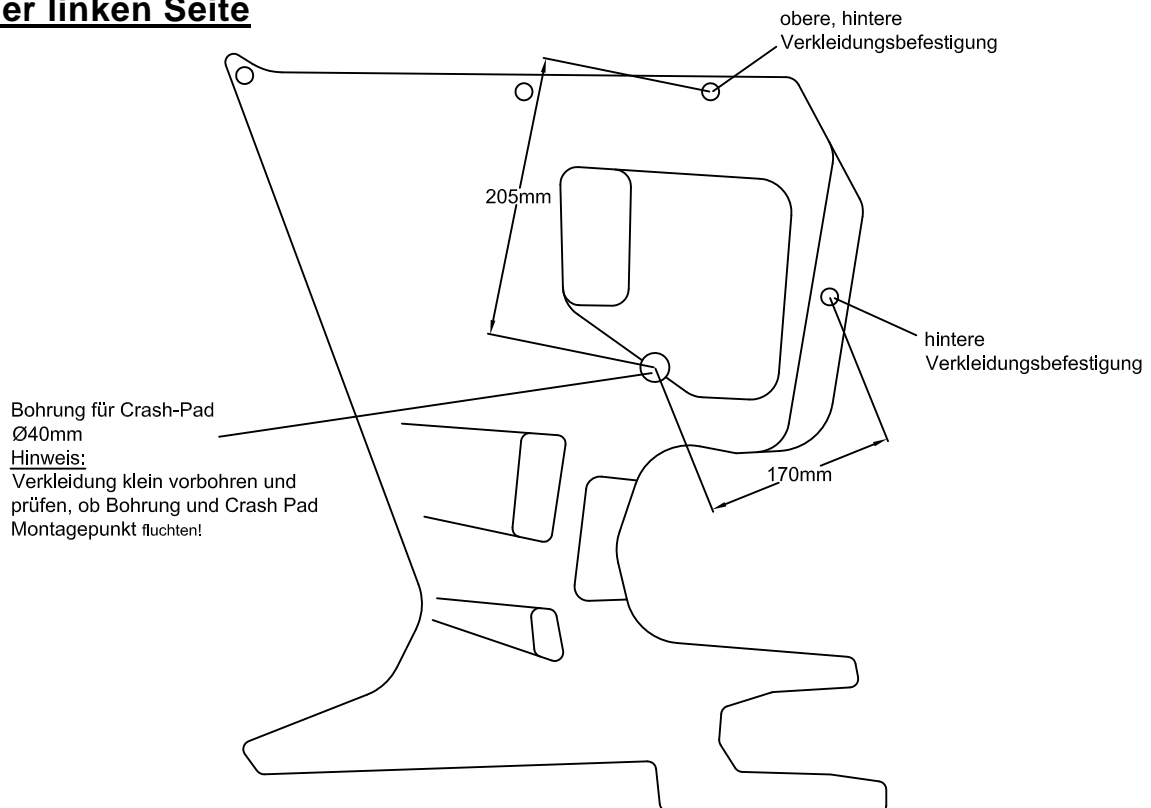 er linken Seite
obere, hintere
Verkleidungsbefestigung
205mm
hintere
Verkleidungsbefestigung
Bohrung für Crash-Pad
Ø40mm
Hinweis:
Verkleidung klein vorbohren und
prüfen, ob Bohrung und Crash Pad
Montagepunkt fluchten!
170mm